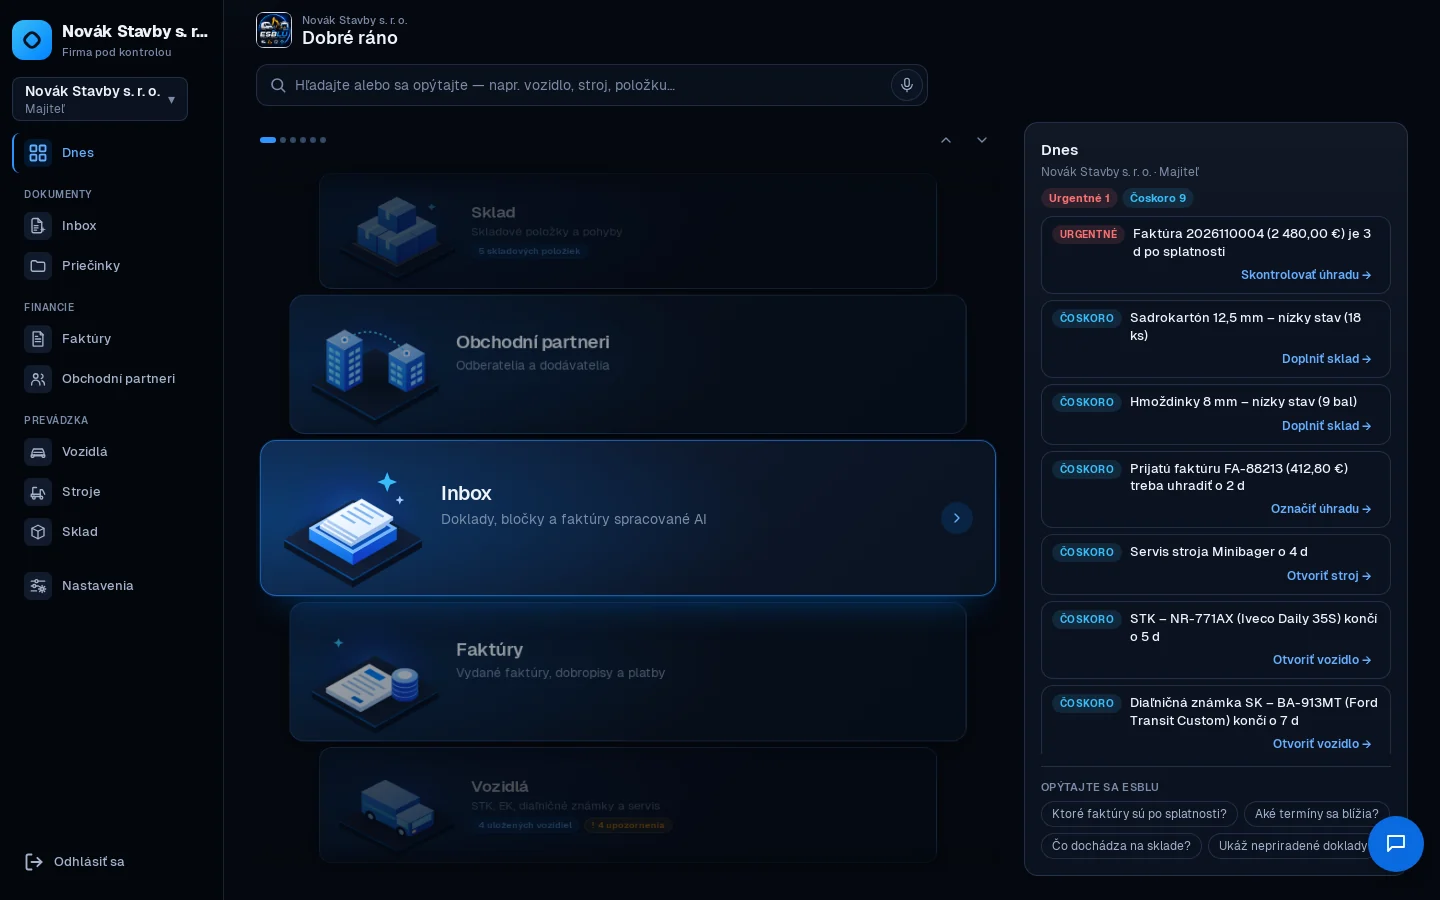 Novák Stavby s. r...
Firma pod kontrolou
Novák Stavby s. r. o.
Majiteľ
Dnes
DOKUMENTY
Inbox
Priečinky
FINANCIE
Faktúry
Obchodní partneri
PREVÁDZKA
Vozidlá
Stroje
Sklad
Nastavenia
Odhlásiť sa
ESBLU
Novák Stavby s. r. o.
Dobré ráno
Hľadajte alebo sa opýtajte — napr. vozidlo, stroj, položku...
Sklad
Skladové položky a pohyby
5 skladových položiek
Obchodní partneri
Odberatelia a dodávatelia
Inbox
Doklady, bločky a faktúry spracované AI
Faktúry
Vydané faktúry, dobropisy a platby
Vozidlá
STK, EK, diaľničné známky a servis
4 uložených vozidiel
! 4 upozornenia
Dnes
Novák Stavby s. r. o. · Majiteľ
Urgentné 1
Čoskoro 9
URGENTNÉ
Faktúra 2026110004 (2 480,00 €) je 3
d po splatnosti
Skontrolovať úhradu →
ČOSKORO
Sadrokartón 12,5 mm – nízky stav (18
ks)
Doplniť sklad →
ČOSKORO
Hmoždinky 8 mm – nízky stav (9 bal)
Doplniť sklad →
ČOSKORO
Prijatú faktúru FA-88213 (412,80 €)
treba uhradiť o 2 d
Označiť úhradu →
ČOSKORO
Servis stroja Minibager o 4 d
Otvoriť stroj →
ČOSKORO
STK – NR-771AX (Iveco Daily 35S) končí
o 5 d
Otvoriť vozidlo →
ČOSKORO
Diaľničná známka SK – BA-913MT (Ford
Transit Custom) končí o 7 d
Otvoriť vozidlo →
OPÝTAJTE SA ESBLU
Ktoré faktúry sú po splatnosti?
Aké termíny sa blížia?
Čo dochádza na sklade?
Ukáž nepriradené doklady